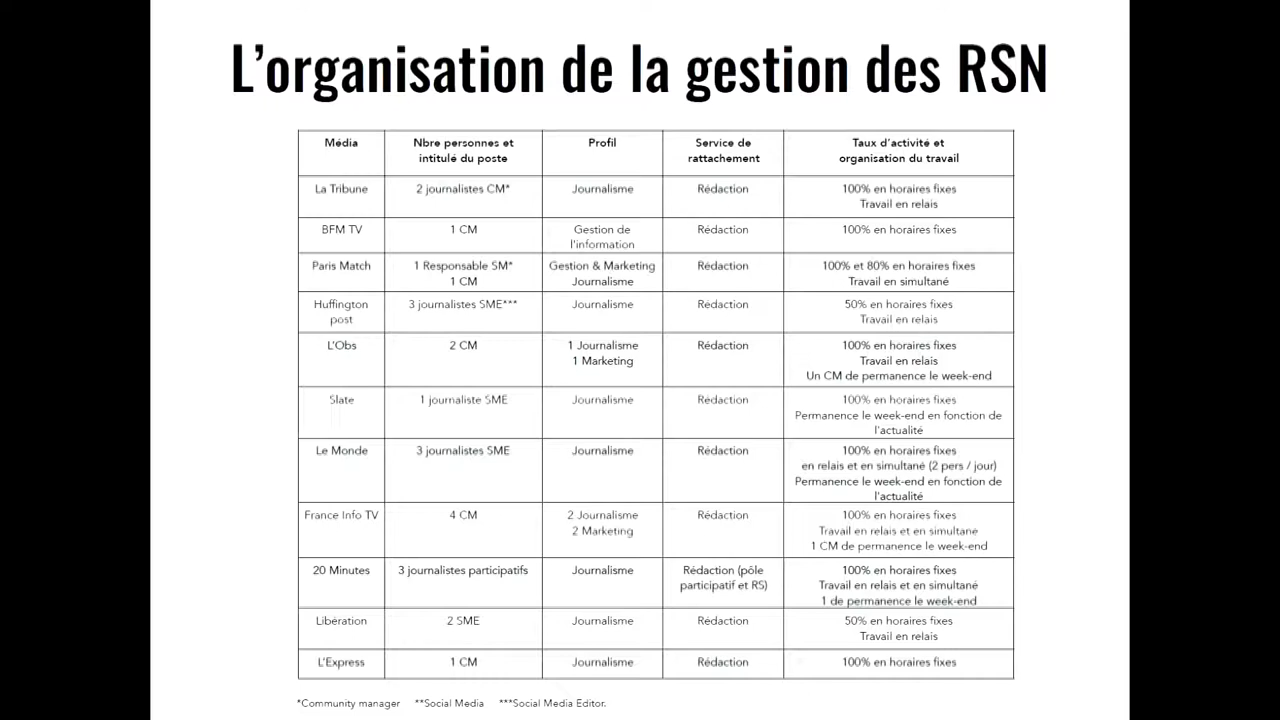 L'organisation de la gestion des RSN
Média Nbre personnes et intitulé du poste Profil Service de rattachement Taux d'activité et organisation du travail
La Tribune 2 journalistes CM* Journalisme Rédaction 100% en horaires fixes
Travail en relais
BFM TV 1 CM Gestion de l'information Rédaction 100% en horaires fixes
Paris Match 1 Responsable SM* Gestion & Marketing Rédaction 100% et 80% en horaires fixes
1 CM Journalisme Travail en simultané
Huffington post 3 journalistes SME*** Journalisme Rédaction 50% en horaires fixes
Travail en relais
L'Obs 2 CM 1 Journalisme Rédaction 100% en horaires fixes
1 Marketing Travail en relais
Un CM de permanence le week-end
Slate 1 journaliste SME Journalisme Rédaction 100% en horaires fixes
Permanence le week-end en fonction de
l'actualité
Le Monde 3 journalistes SME Journalisme Rédaction 100% en horaires fixes
en relais et en simultané (2 pers / jour)
Permanence le week-end en fonction de
l'actualité
France Info TV 4 CM 2 Journalisme Rédaction 100% en horaires fixes
2 Marketing Travail en relais et en simultane
1 CM de permanence le week-end
20 Minutes 3 journalistes participatifs Journalisme Rédaction (pôle participatif et RS) 100% en horaires fixes
Travail en relais et en simultané
1 de permanence le week-end
Libération 2 SME Journalisme Rédaction 50% en horaires fixes
Travail en relais
L'Express 1 CM Journalisme Rédaction 100% en horaires fixes
*Community manager **Social Media ***Social Media Editor.